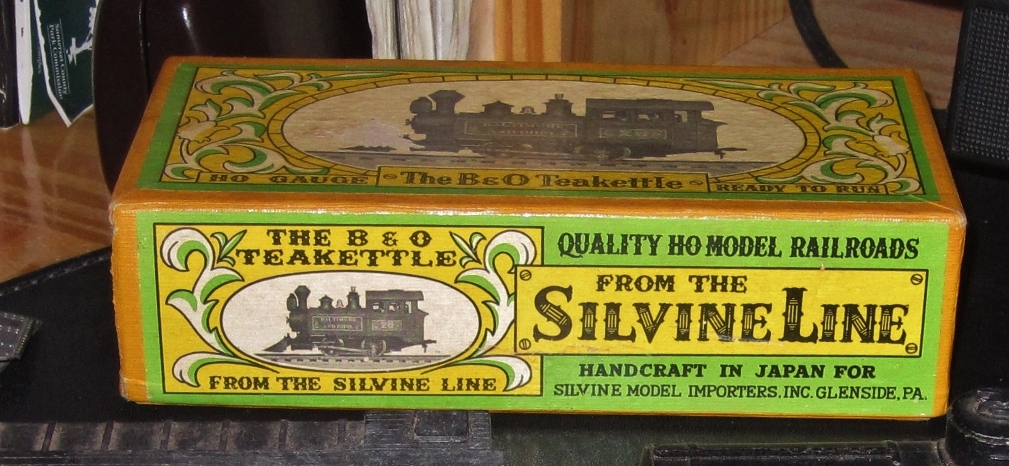 HO GAUGE The B&O Teakettle READY TO RUN
THE B & O
TEAKETTLE
BALTIMORE
FROM THE SILVINE LINE
QUALITY HO MODEL RAILROADS
FROM THE
SILVINE LINE
HANDCRAFT IN JAPAN FOR
SILVINE MODEL IMPORTERS, INC. GLENSIDE, PA.